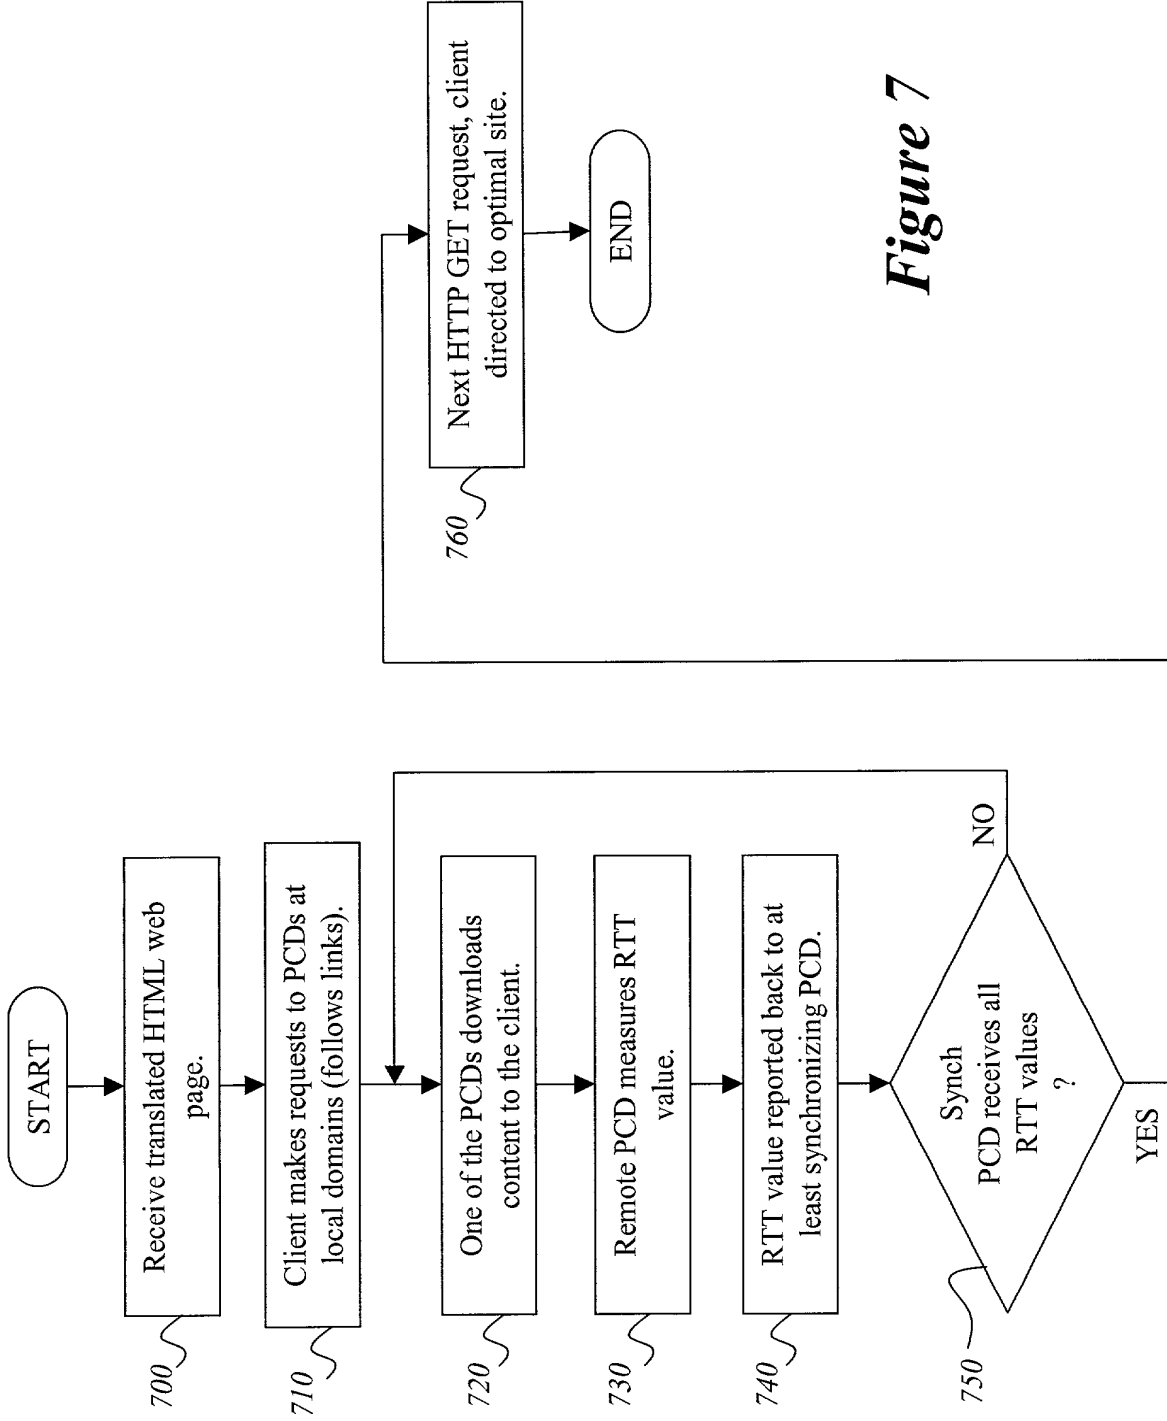 START
Receive translated HTML web
page.
700
Client makes requests to PCDs at
local domains (follows links).
710
One of the PCDs downloads
content to the client.
720
Remote PCD measures RTT
value.
730
RTT value reported back to at
least synchronizing PCD.
740
Synch
PCD receives all
RTT values
?
750
NO
YES
Next HTTP GET request, client
directed to optimal site.
760
END
Figure 7